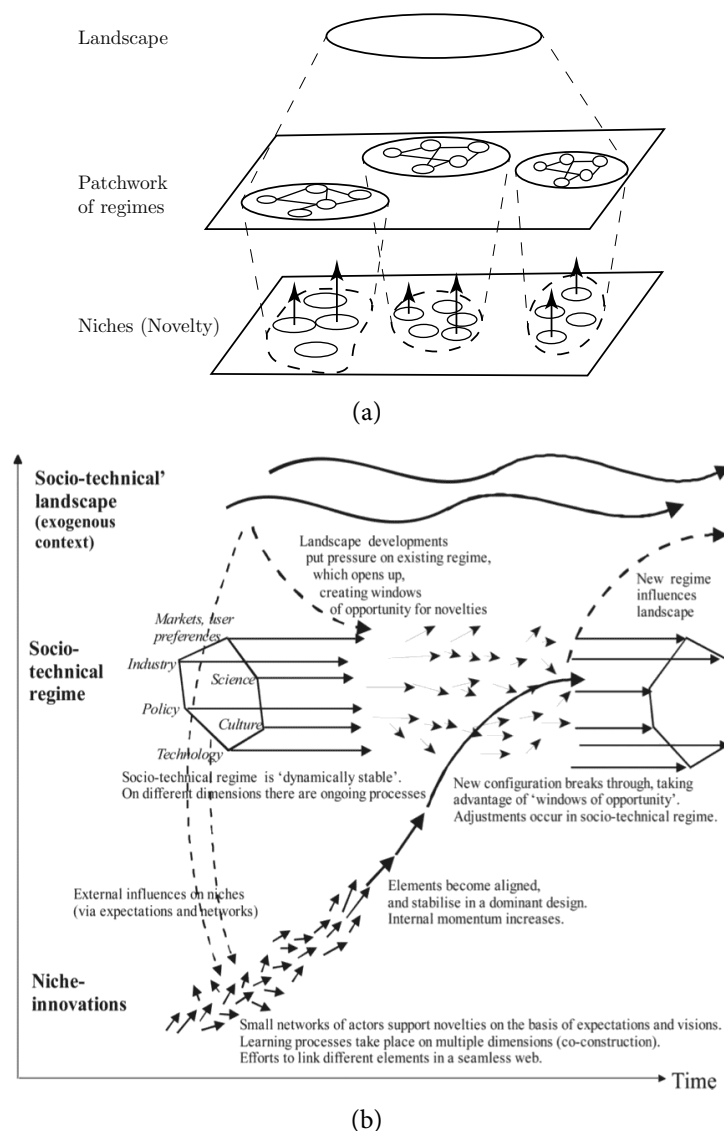 Landscape
Patchwork
of regimes
Niches (Novelty)
(a)
Socio-technical’
landscape
(exogenous
context)
Landscape developments
put pressure on existing regime,
which opens up,
creating windows
of opportunity for novelties
New regime
influences
landscape
Markets, user
preferences
Socio-
technical
regime
Industry
Science
Policy
Culture
Technology
Socio-technical regime is ‘dynamically stable’.
On different dimensions there are ongoing processes
New configuration breaks through, taking
advantage of ‘windows of opportunity’.
Adjustments occur in socio-technical regime.
External influences on niches
(via expectations and networks)
Elements become aligned,
and stabilise in a dominant design.
Internal momentum increases.
Niche-
innovations
Small networks of actors support novelties on the basis of expectations and visions.
Learning processes take place on multiple dimensions (co-construction).
Efforts to link different elements in a seamless web.
Time
(b)